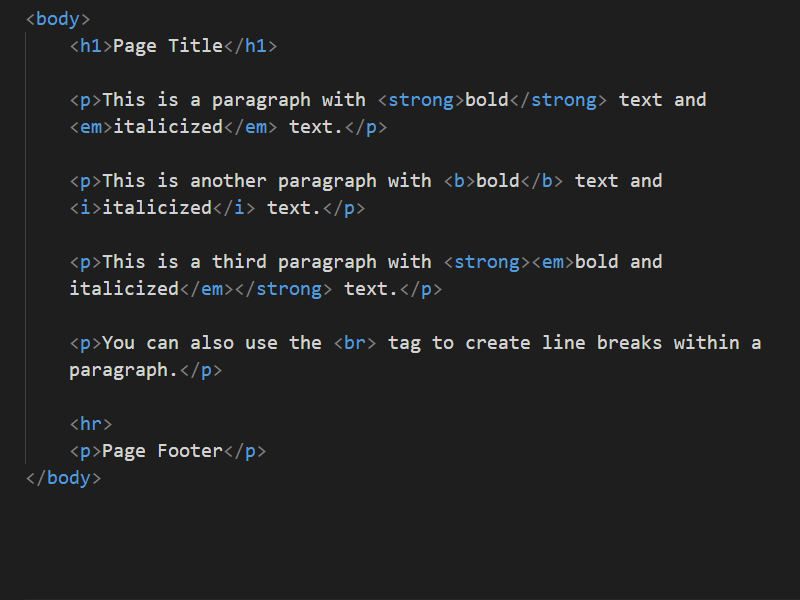 <body>
<h1>Page Title</h1>
<p>This is a paragraph with <strong>bold</strong> text and
<em>italicized</em> text.</p>
<p>This is another paragraph with <b>bold</b> text and
<i>italicized</i> text.</p>
<p>This is a third paragraph with <strong><em>bold and
italicized</em></strong> text.</p>
<p>You can also use the <br> tag to create line breaks within a
paragraph.</p>
<hr>
<p>Page Footer</p>
</body>